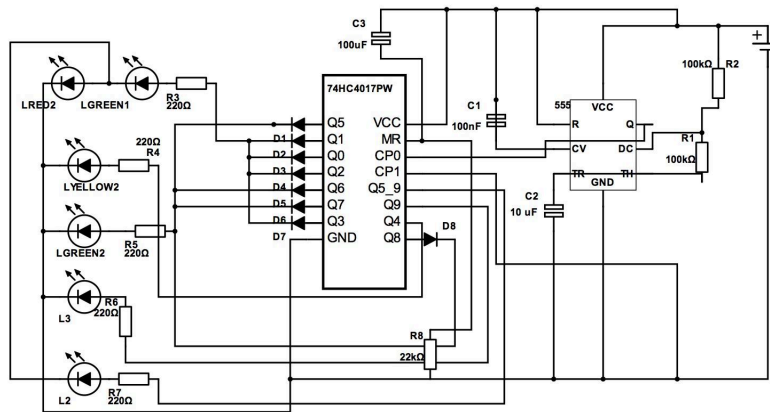 C3
100uF
LRED2
LGREEN1
R3
220Ω
220Ω
R4
LYELLOW2
R5
220Ω
LGREEN2
L3
R6
220Ω
L2
R7
220Ω
74HC4017PW
Q5
Q1
Q0
Q2
Q6
Q7
Q3
GND
VCC
MR
CP0
CP1
Q5_9
Q9
Q4
Q8
D1
D2
D3
D4
D5
D6
D7
D8
R8
22kΩ
C1
100nF
C2
10 uF
555
VCC
R
Q
DC
CV
TR
TH
GND
100kΩ
R2
R1
100kΩ
+